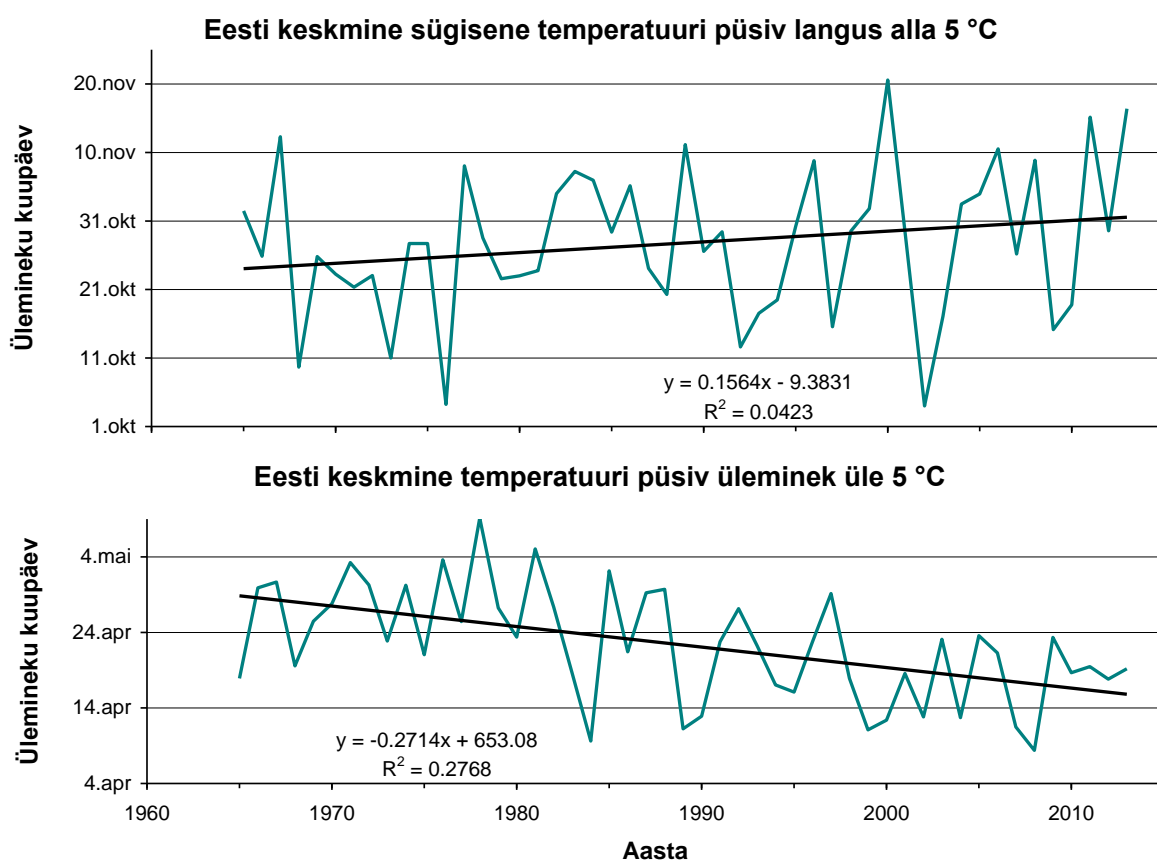 Eesti keskmine sügisene temperatuuri püsiv langus alla 5 °C
Ülemineku kuupäev
20.nov
10.nov
31.okt
21.okt
11.okt
1.okt
y = 0.1564x - 9.3831
R² = 0.0423
Eesti keskmine temperatuuri püsiv üleminek üle 5 °C
Ülemineku kuupäev
4.mai
24.apr
14.apr
4.apr
y = -0.2714x + 653.08
R² = 0.2768
1960 1970 1980 1990 2000 2010
Aasta